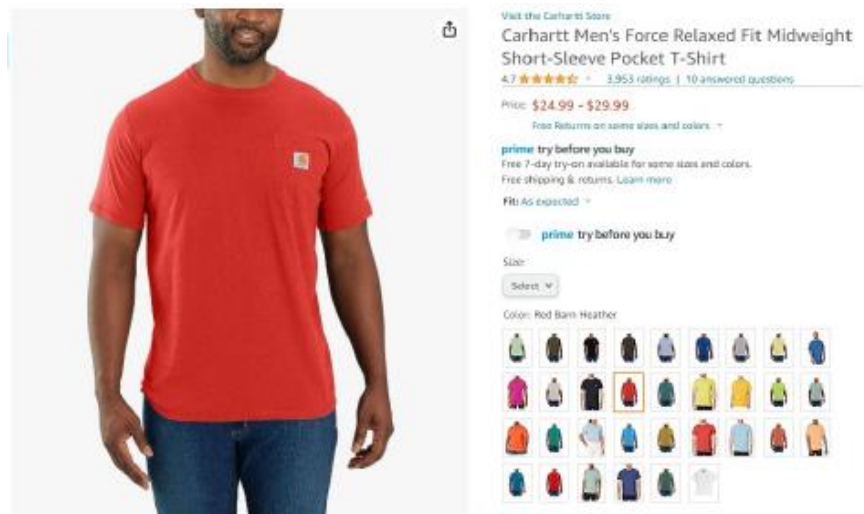 Visit the Carhartt Store
Carhartt Men's Force Relaxed Fit Midweight
Short-Sleeve Pocket T-Shirt
4.7 3,953 ratings | 10 answered questions
Price: $24.99 - $29.99
Free Returns on some sizes and colors
prime try before you buy
Free 7-day try-on available for some sizes and colors.
Free shipping & returns. Learn more
Fit: As expected
prime try before you buy
Size:
Select
Color: Red Barn Heather